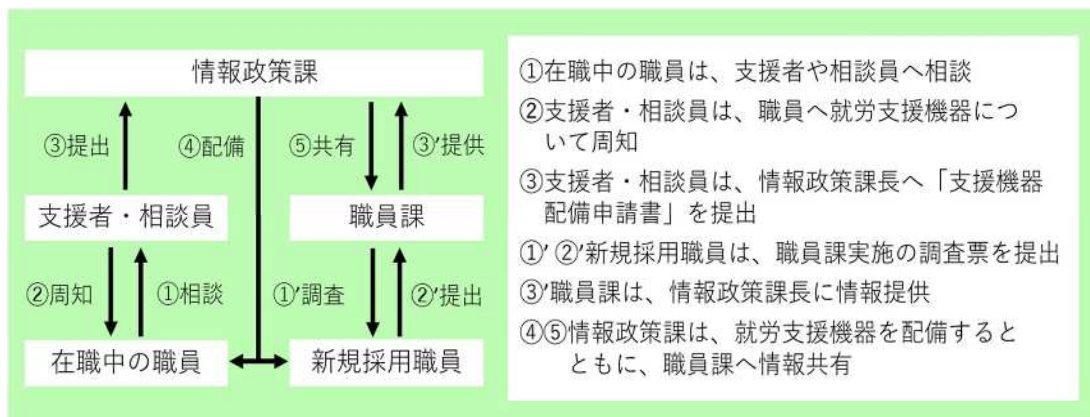 情報政策課
③提出
④配備
⑤共有
③’提供
支援者・相談員
職員課
②周知
①相談
①’調査
②’提出
在職中の職員
新規採用職員
①在職中の職員は、支援者や相談員へ相談
②支援者・相談員は、職員へ就労支援機器につ
いて周知
③支援者・相談員は、情報政策課長へ「支援機器
配備申請書」を提出
①’ ②’新規採用職員は、職員課実施の調査票を提出
③’職員課は、情報政策課長に情報提供
④⑤情報政策課は、就労支援機器を配備すると
ともに、職員課へ情報共有